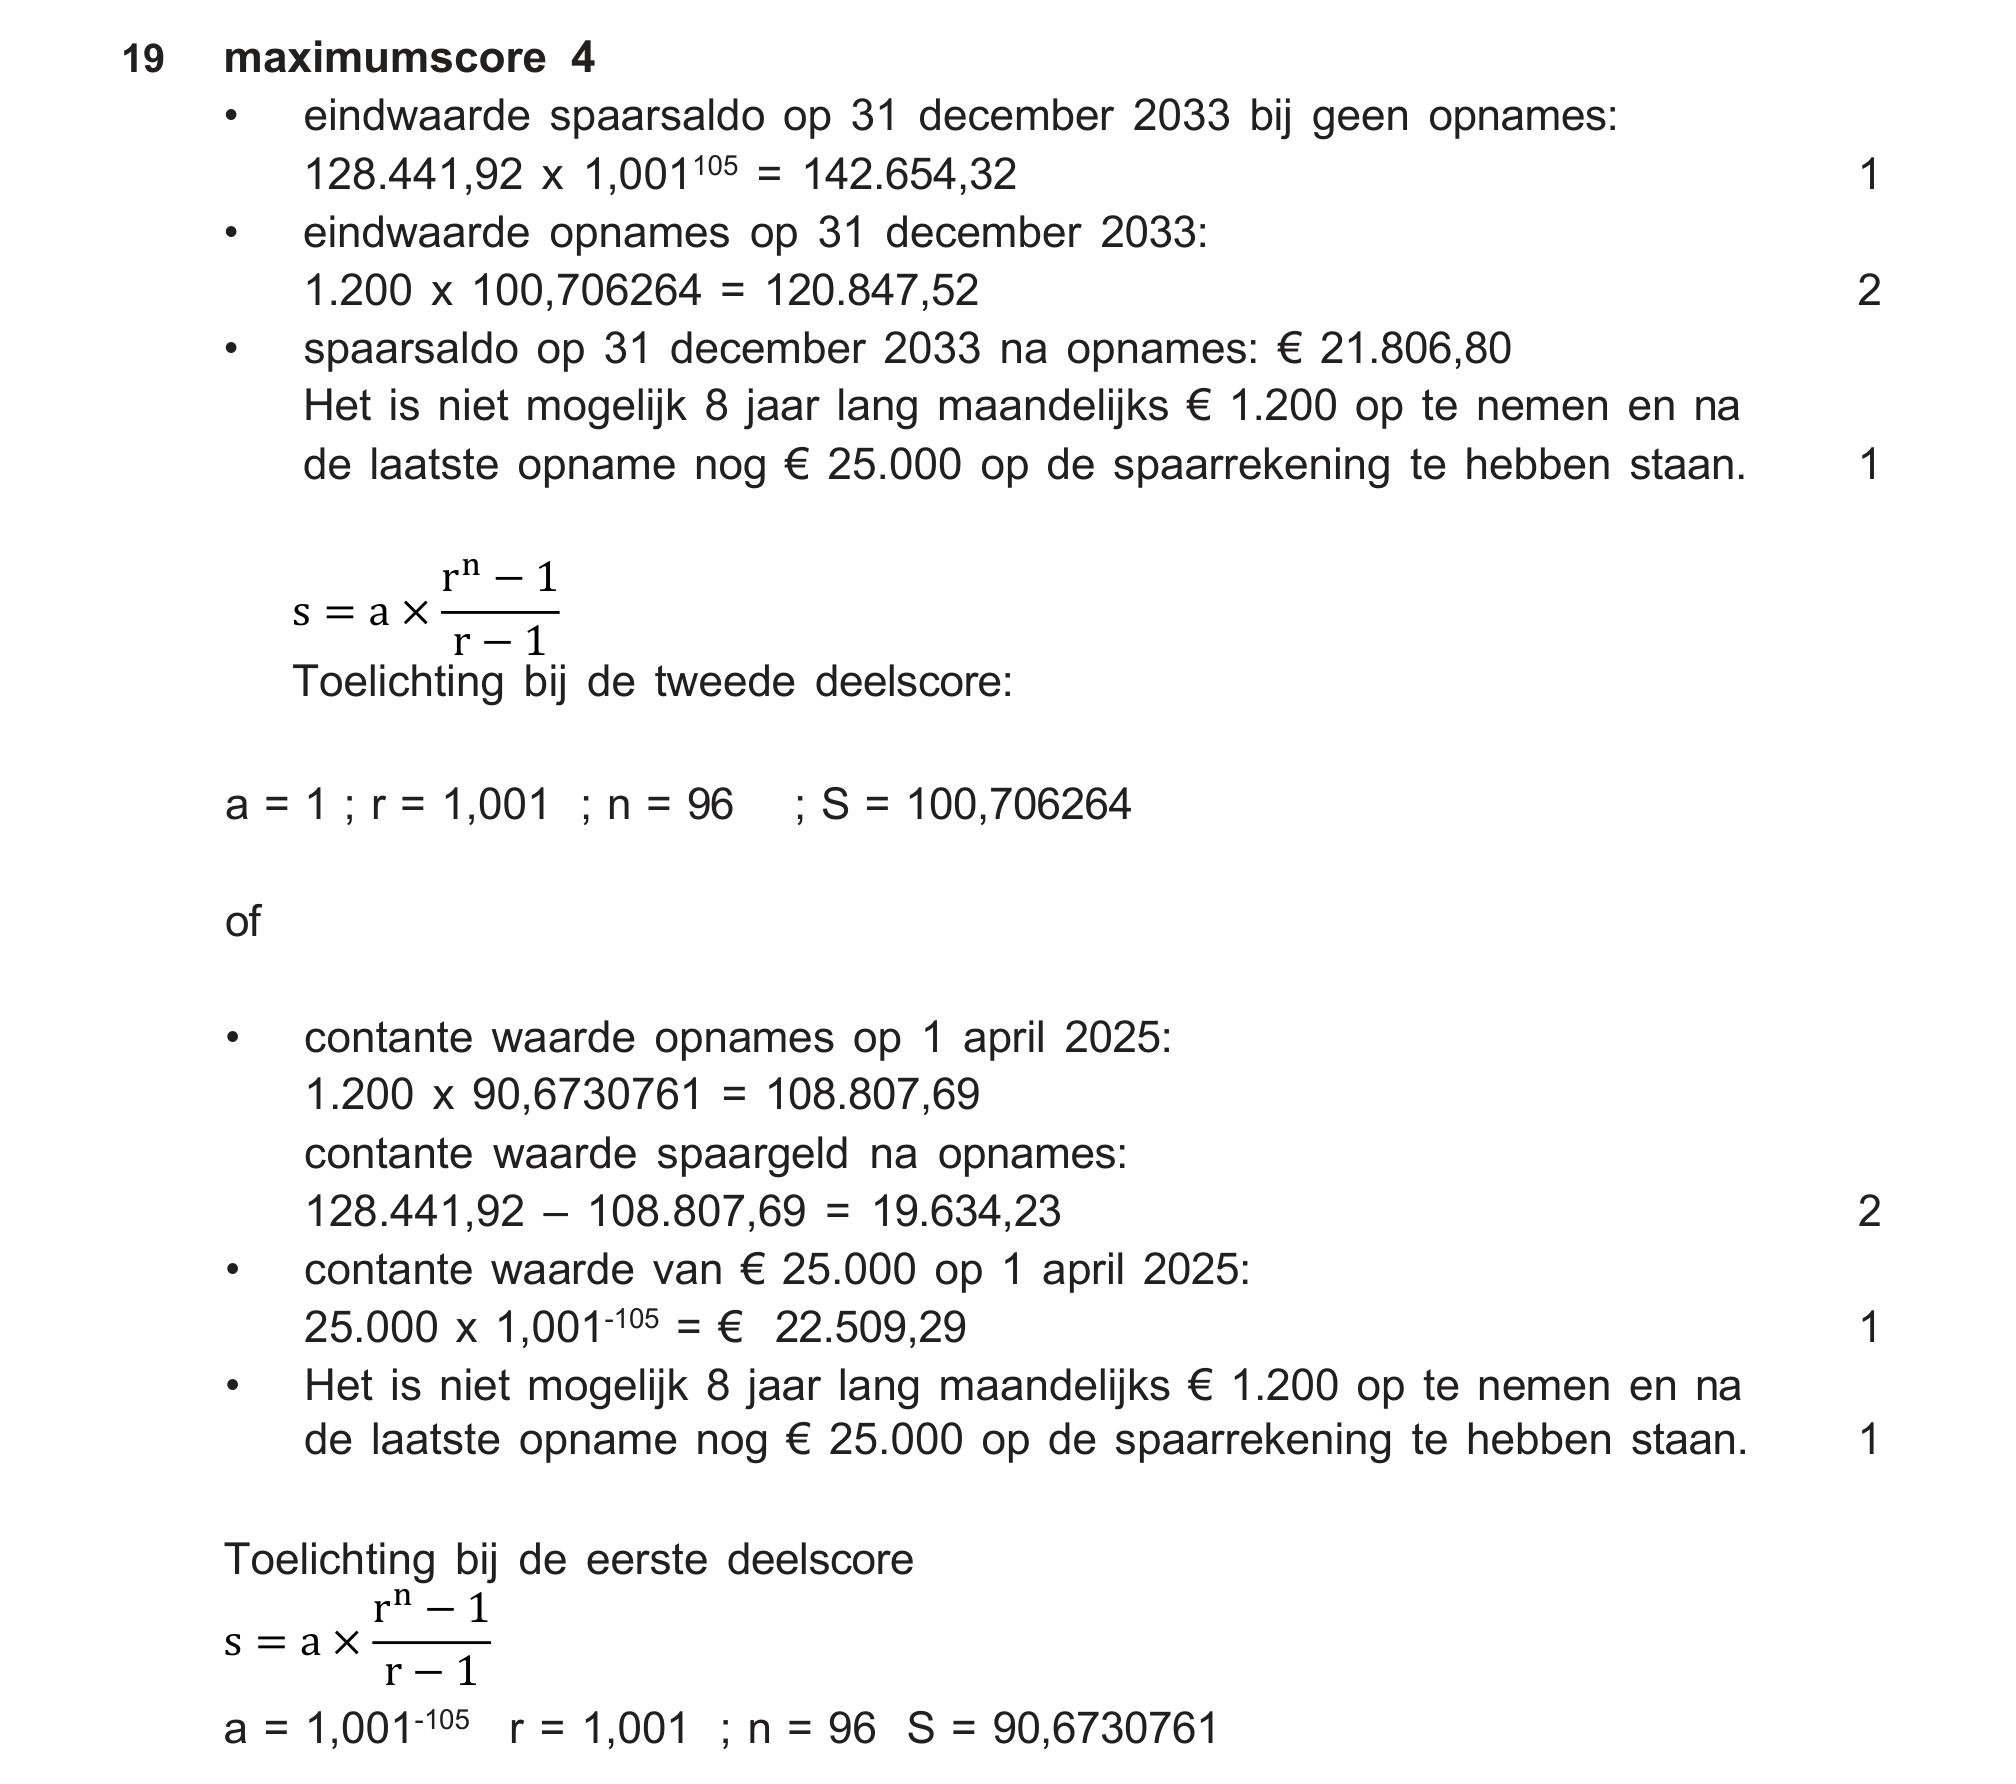 19 maximumscore 4
• eindwaarde spaarsaldo op 31 december 2033 bij geen opnames:
128.441,92 x 1,001¹⁰⁵ = 142.654,32 1
• eindwaarde opnames op 31 december 2033:
1.200 x 100,706264 = 120.847,52 2
• spaarsaldo op 31 december 2033 na opnames: € 21.806,80
Het is niet mogelijk 8 jaar lang maandelijks € 1.200 op te nemen en na
de laatste opname nog € 25.000 op de spaarrekening te hebben staan. 1
s = a × (rⁿ − 1)/(r − 1)
Toelichting bij de tweede deelscore:
a = 1 ; r = 1,001 ; n = 96 ; S = 100,706264
of
• contante waarde opnames op 1 april 2025:
1.200 x 90,6730761 = 108.807,69
contante waarde spaargeld na opnames:
128.441,92 – 108.807,69 = 19.634,23 2
• contante waarde van € 25.000 op 1 april 2025:
25.000 x 1,001⁻¹⁰⁵ = € 22.509,29 1
• Het is niet mogelijk 8 jaar lang maandelijks € 1.200 op te nemen en na
de laatste opname nog € 25.000 op de spaarrekening te hebben staan. 1
Toelichting bij de eerste deelscore
s = a × (rⁿ − 1)/(r − 1)
a = 1,001⁻¹⁰⁵ r = 1,001 ; n = 96 S = 90,6730761